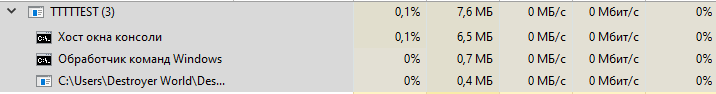 TTTTTEST (3) 0,1% 7,6 МБ 0 МБ/с 0 Мбит/с 0%
Хост окна консоли 0,1% 6,5 МБ 0 МБ/с 0 Мбит/с 0%
Обработчик команд Windows 0% 0,7 МБ 0 МБ/с 0 Мбит/с 0%
C:\Users\Destroyer World\Des... 0% 0,4 МБ 0 МБ/с 0 Мбит/с 0%